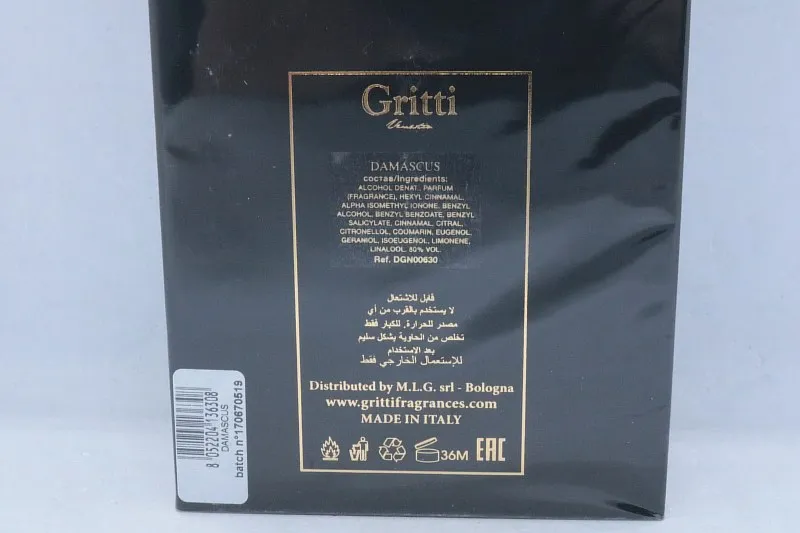 Gritti
Venetia
DAMASCUS
состав/Ingredients:
ALCOHOL DENAT., PARFUM
(FRAGRANCE), HEXYL CINNAMAL,
ALPHA ISOMETHYL IONONE, BENZYL
ALCOHOL, BENZYL BENZOATE, BENZYL
SALICYLATE, CINNAMAL, CITRAL,
CITRONELLOL, COUMARIN, EUGENOL,
GERANIOL, ISOEUGENOL, LIMONENE,
LINALOOL. 80% VOL.
Ref. DGN00630
قابل للاشتعال
لا يستخدم بالقرب من أي
مصدر للحرارة. للكبار فقط
تخلص من الحاوية بشكل سليم
بعد الاستخدام
للإستعمال الخارجي فقط
Distributed by M.L.G. srl - Bologna
www.grittifragrances.com
MADE IN ITALY
36M EAC
8 052204 136308
DAMASCUS
batch n°170670519